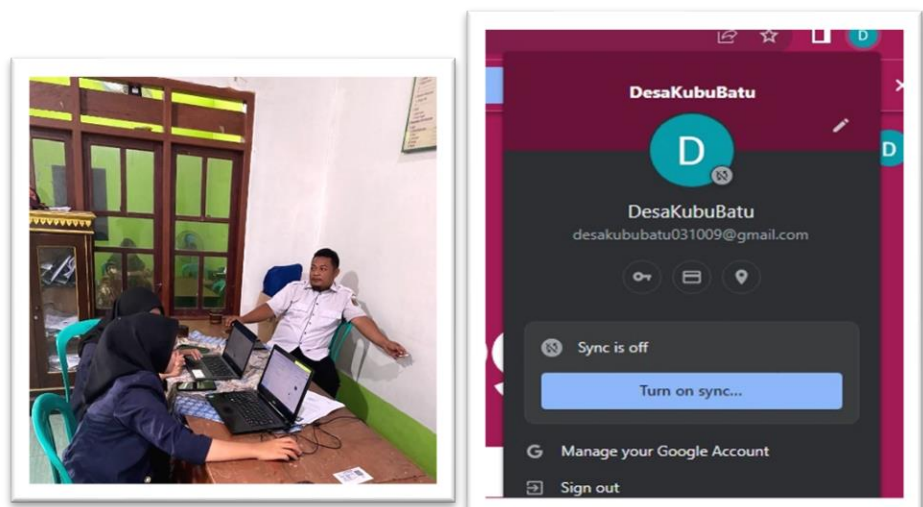 D
DesaKubuBatu
D
D
DesaKubuBatu
desakububatu031009@gmail.com
Sync is off
Turn on sync...
Manage your Google Account
Sign out